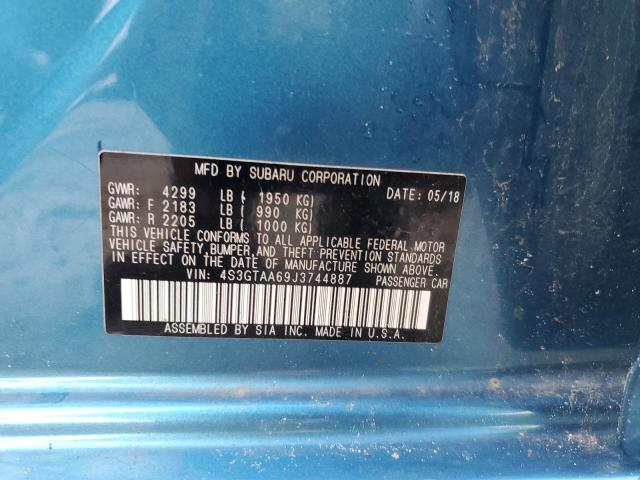 MFD BY SUBARU CORPORATION
GVWR: 4299 LB ( 1950 KG) DATE: 05/18
GAWR: F 2183 LB ( 990 KG)
GAWR: R 2205 LB ( 1000 KG)
THIS VEHICLE CONFORMS TO ALL APPLICABLE FEDERAL MOTOR
VEHICLE SAFETY, BUMPER, AND THEFT PREVENTION STANDARDS
IN EFFECT ON THE DATE OF MANUFACTURE SHOWN ABOVE.
VIN: 4S3GTAA69J3744887 PASSENGER CAR
ASSEMBLED BY SIA INC. MADE IN U.S.A.